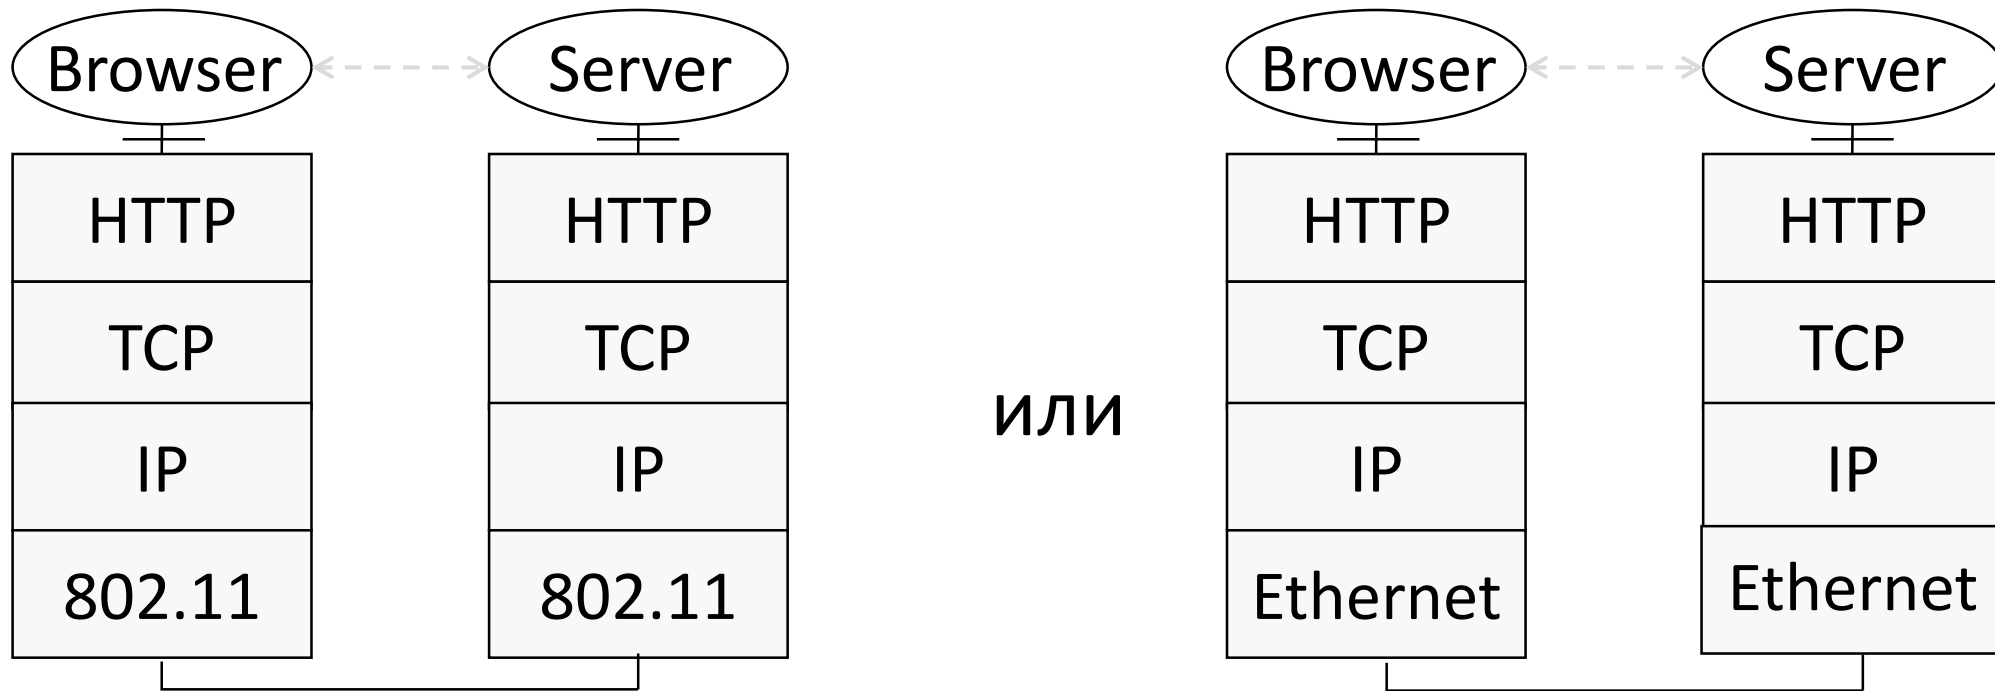 Browser Server Browser Server
HTTP HTTP HTTP HTTP
TCP TCP TCP TCP
или
IP IP IP IP
802.11 802.11 Ethernet Ethernet